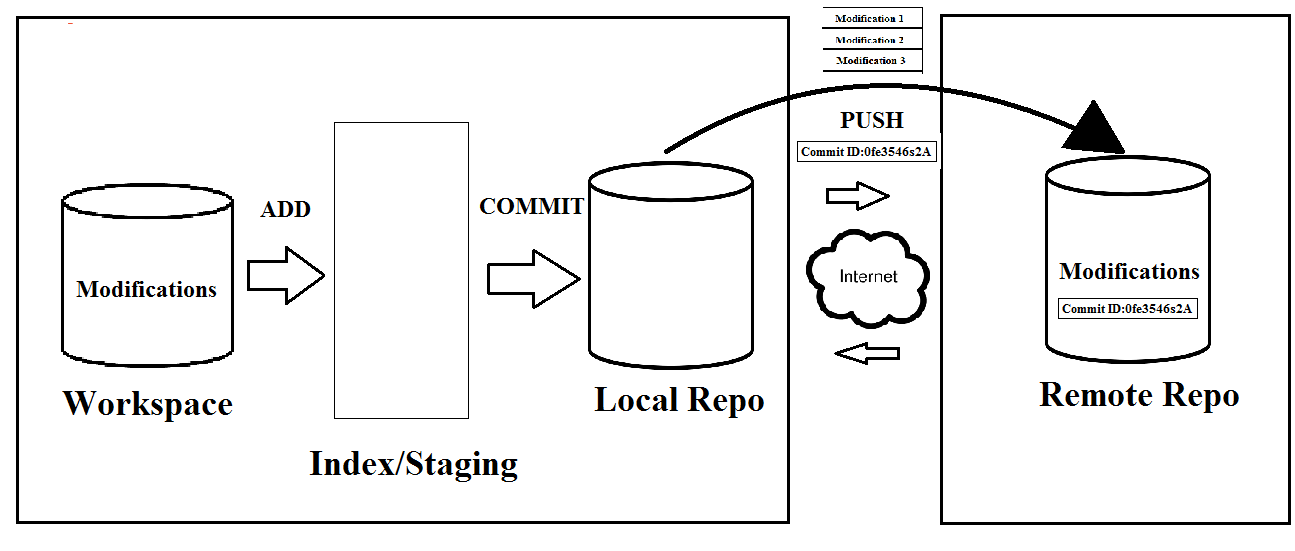 Modification 1
Modification 2
Modification 3
PUSH
Commit ID:0fe3546s2A
ADD
COMMIT
Modifications
Internet
Modifications
Commit ID:0fe3546s2A
Workspace
Local Repo
Remote Repo
Index/Staging